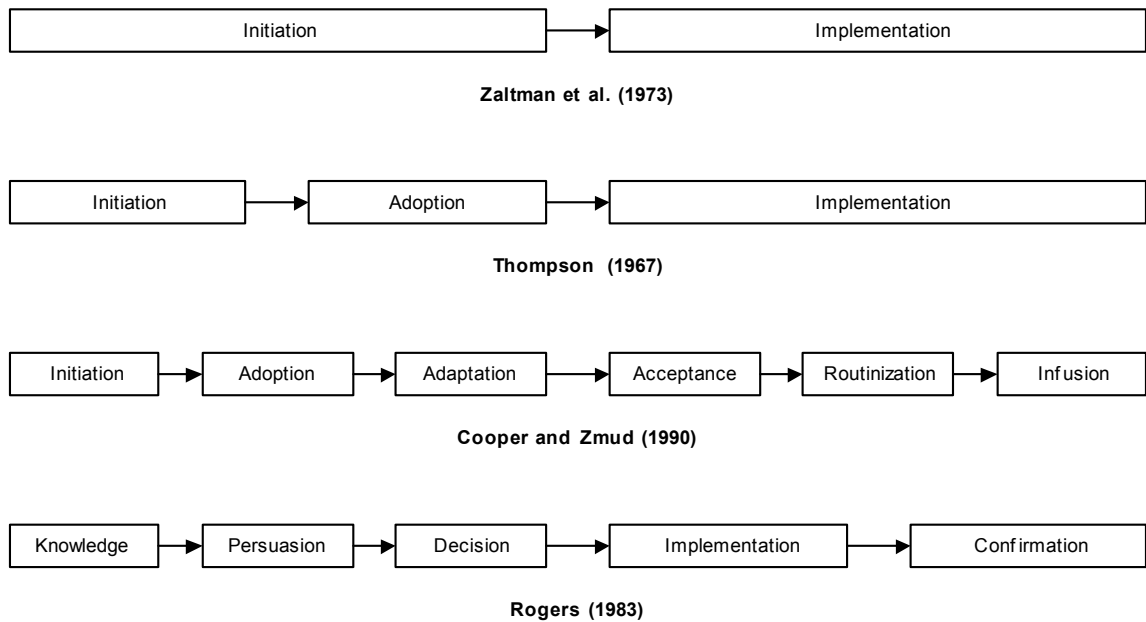 Initiation Implementation
Zaltman et al. (1973)
Initiation Adoption Implementation
Thompson (1967)
Initiation Adoption Adaptation Acceptance Routinization Infusion
Cooper and Zmud (1990)
Knowledge Persuasion Decision Implementation Confirmation
Rogers (1983)